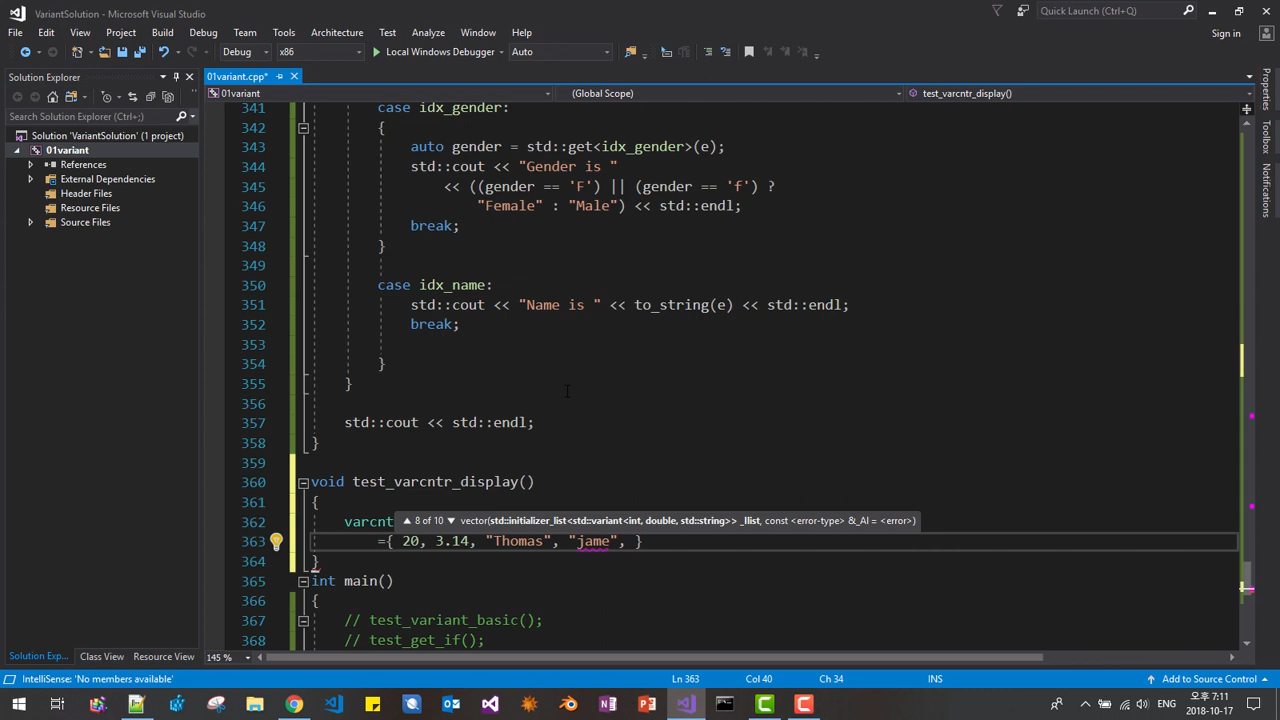 VariantSolution - Microsoft Visual Studio
Quick Launch (Ctrl+Q)
File Edit View Project Build Debug Team Tools Architecture Test Analyze Window Help
Sign in
Debug x86 Local Windows Debugger Auto
Solution Explorer
01variant.cpp*
01variant (Global Scope) test_varcntr_display()
Search Solution Explorer (Ctrl+;)
Solution 'VariantSolution' (1 project)
01variant
References
External Dependencies
Header Files
Resource Files
Source Files
341 case idx_gender:
342 {
343 auto gender = std::get<idx_gender>(e);
344 std::cout << "Gender is "
345 << ((gender == 'F') || (gender == 'f') ?
346 "Female" : "Male") << std::endl;
347 break;
348 }
349
350 case idx_name:
351 std::cout << "Name is " << to_string(e) << std::endl;
352 break;
353
354 }
355 }
356
357 std::cout << std::endl;
358 }
359
360 void test_varcntr_display()
361 {
362 varcnt
8 of 10 vector(std::initializer_list<std::variant<int, double, std::string>> _Ilist, const <error-type> &_Al = <error>)
363 ={ 20, 3.14, "Thomas", "jame", }
364 }
365 int main()
366 {
367 // test_variant_basic();
368 // test_get_if();
145 %
Solution Exp... Class View Resource View
Properties
Toolbox
Notifications
IntelliSense: 'No members available' Ln 363 Col 40 Ch 34 INS Add to Source Control
ENG
오후 7:11
2018-10-17